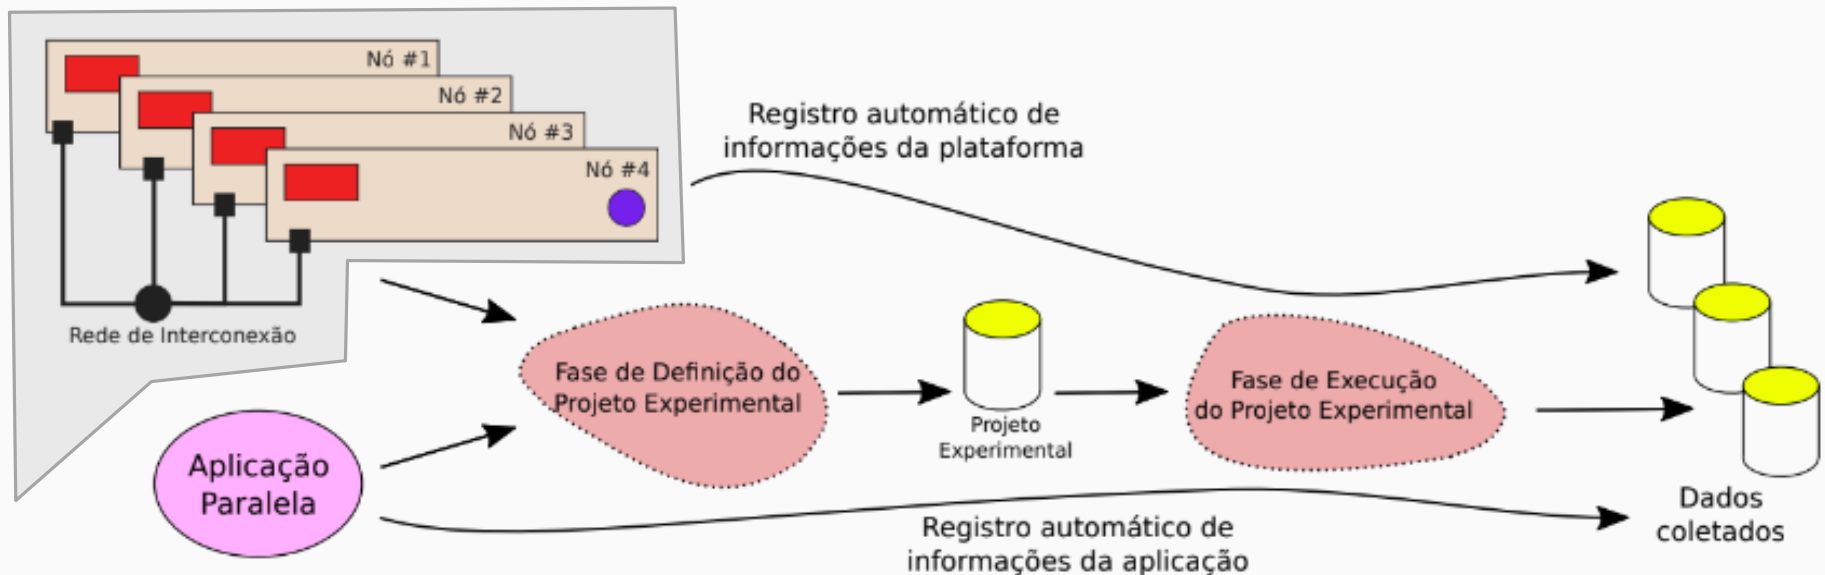 Nó #1
Nó #2
Nó #3
Nó #4
Rede de Interconexão
Registro automático de
informações da plataforma
Fase de Definição do
Projeto Experimental
Projeto
Experimental
Fase de Execução
do Projeto Experimental
Aplicação
Paralela
Registro automático de
informações da aplicação
Dados
coletados